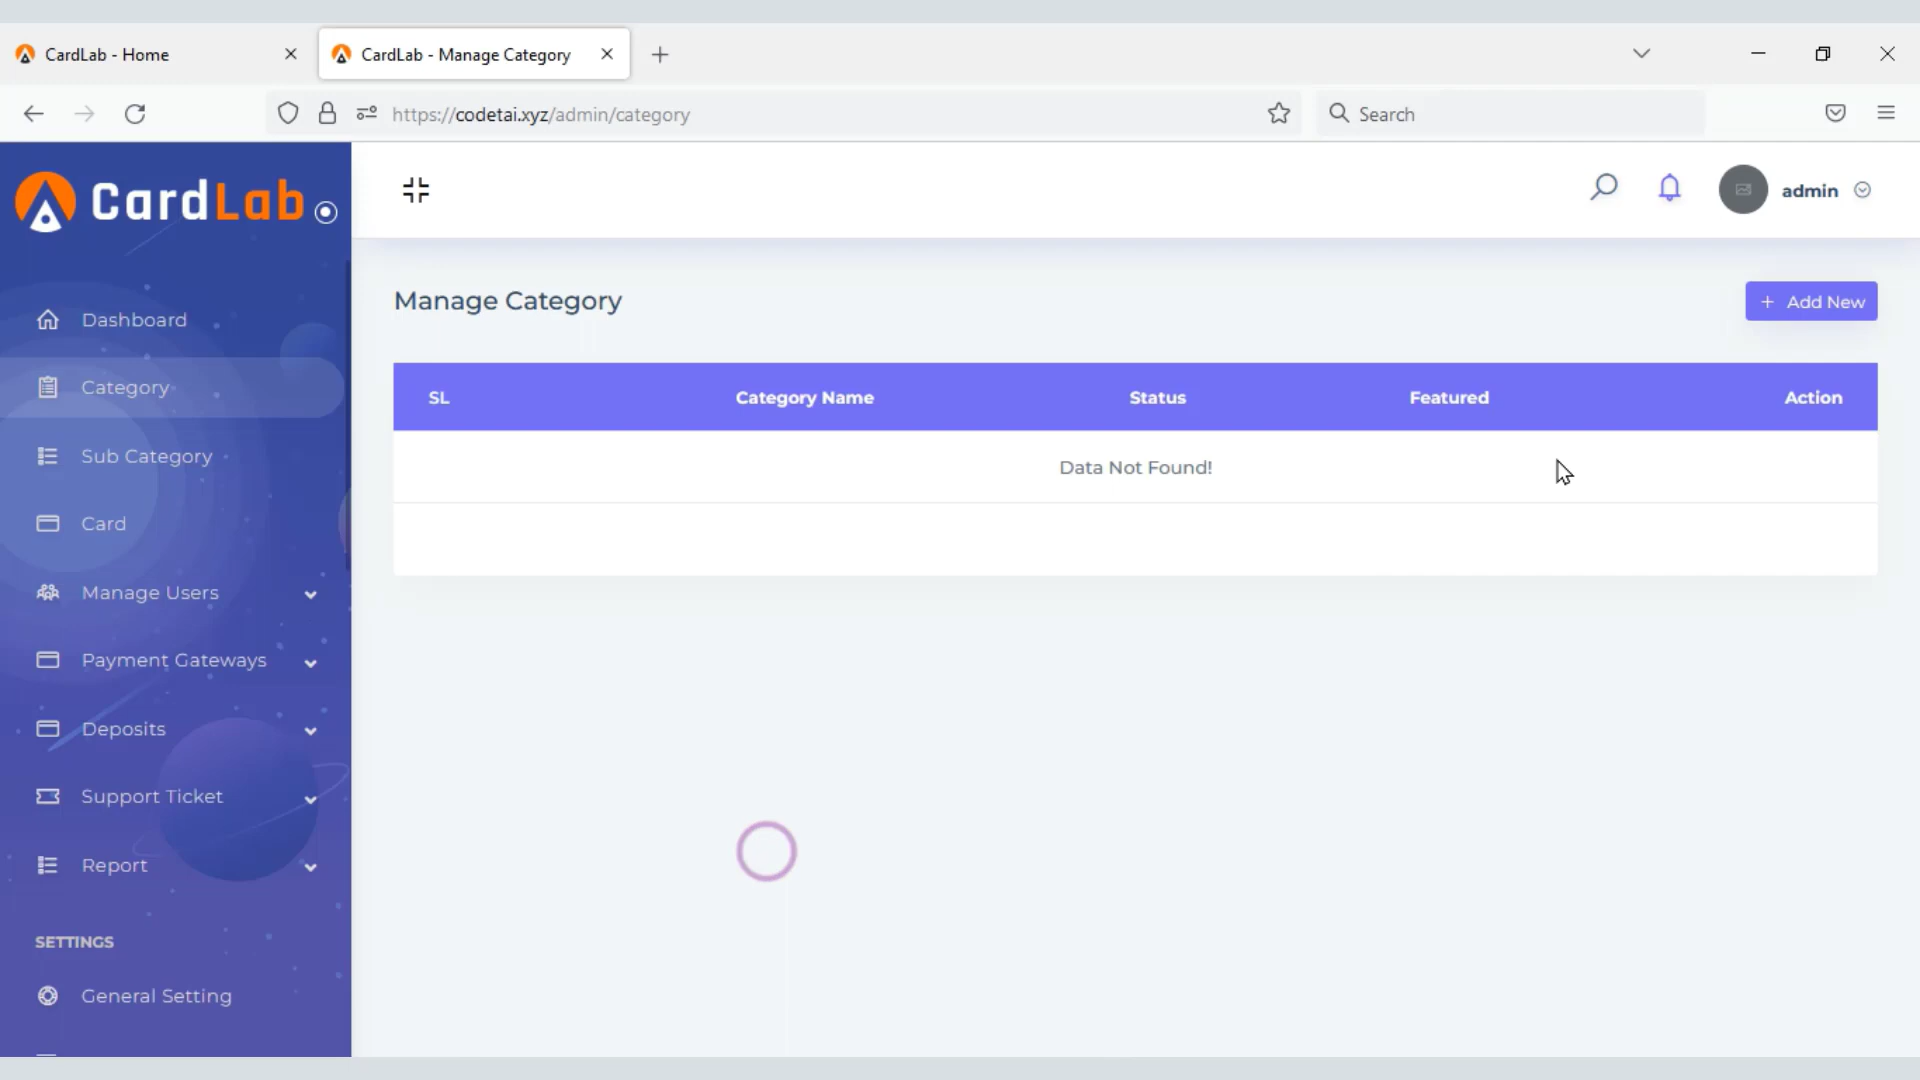 CardLab - Home
CardLab - Manage Category
https://codetai.xyz/admin/category
Search
CardLab
admin
Dashboard
Category
Sub Category
Card
Manage Users
Payment Gateways
Deposits
Support Ticket
Report
SETTINGS
General Setting
Manage Category
+ Add New
SL Category Name Status Featured Action
Data Not Found!